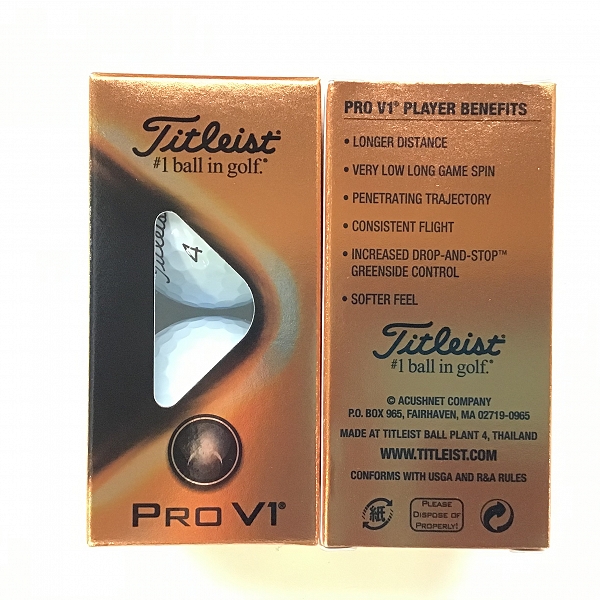 Titleist®
#1 ball in golf.®
Titleist
4
PRO V1®
PRO V1® PLAYER BENEFITS
• LONGER DISTANCE
• VERY LOW LONG GAME SPIN
• PENETRATING TRAJECTORY
• CONSISTENT FLIGHT
• INCREASED DROP-AND-STOP™
GREENSIDE CONTROL
• SOFTER FEEL
Titleist®
#1 ball in golf.®
© ACUSHNET COMPANY
P.O. BOX 965, FAIRHAVEN, MA 02719-0965
MADE AT TITLEIST BALL PLANT 4, THAILAND
WWW.TITLEIST.COM
CONFORMS WITH USGA AND R&A RULES
紙
PLEASE
DISPOSE OF
PROPERLY!